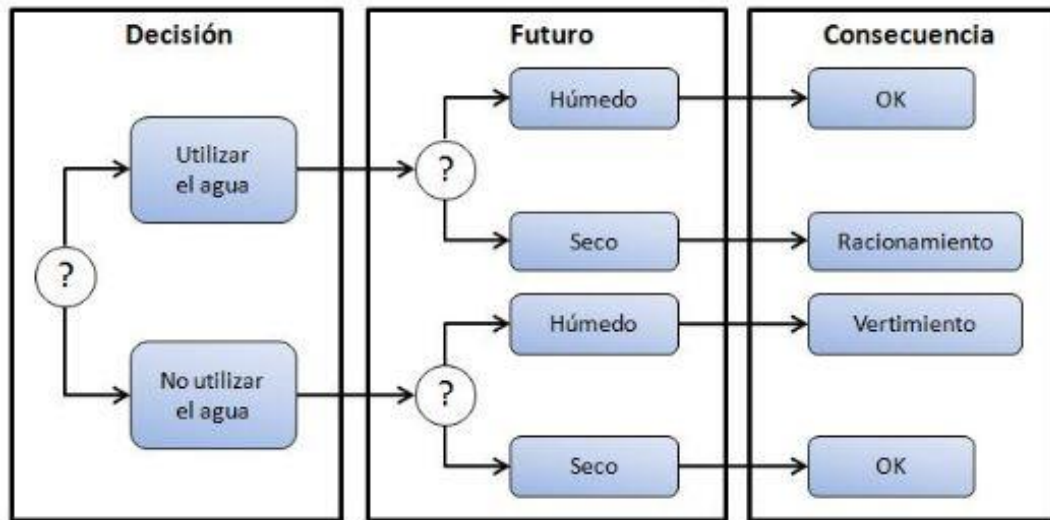 Decisión
Futuro
Consecuencia
Utilizar
el agua
?
No utilizar
el agua
?
Húmedo
Seco
?
Húmedo
Seco
OK
Racionamiento
Vertimiento
OK